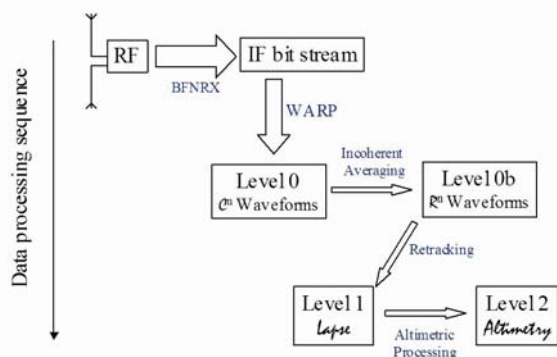 Data processing sequence
RF
IF bit stream
BFNRX
WARP
Level 0
Cⁿ Waveforms
Incoherent
Averaging
Level 0b
Rⁿ Waveforms
Retracking
Level 1
Lapse
Altimetric
Processing
Level 2
Altimetry